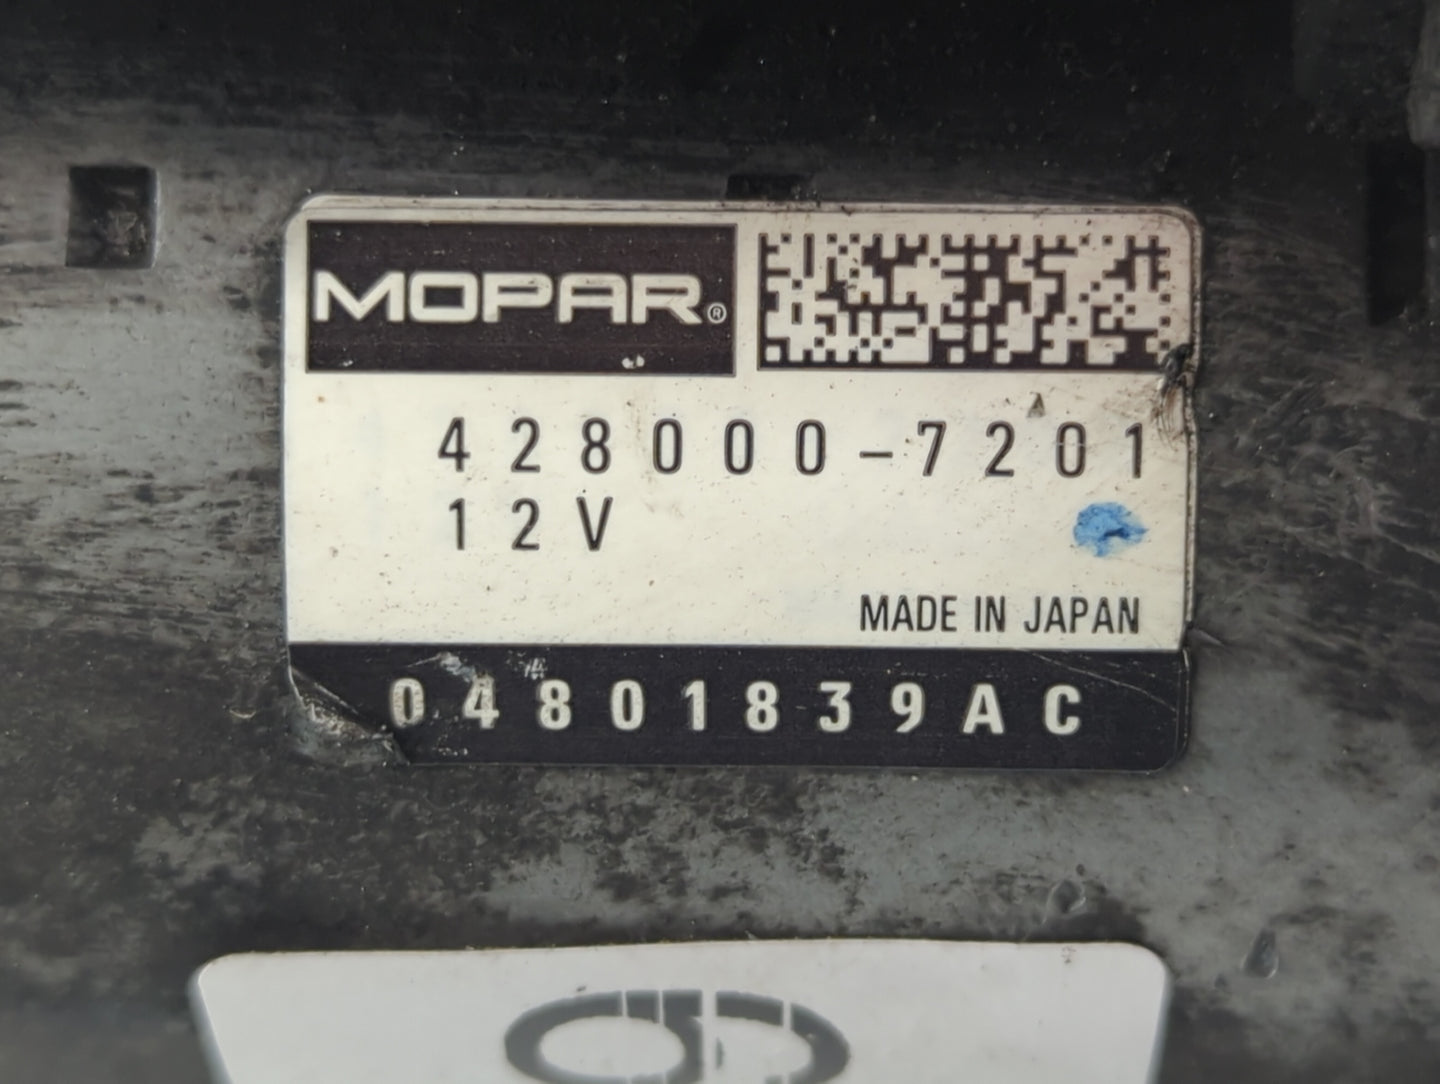 MOPAR®
428000-7201
12V
MADE IN JAPAN
04801839AC